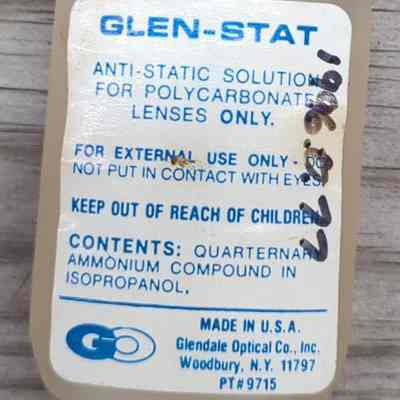 GLEN-STAT
ANTI-STATIC SOLUTION
FOR POLYCARBONATE
LENSES ONLY.
FOR EXTERNAL USE ONLY - DO
NOT PUT IN CONTACT WITH EYES.
KEEP OUT OF REACH OF CHILDREN
CONTENTS: QUARTERNARY
AMMONIUM COMPOUND IN
ISOPROPANOL.
GO
MADE IN U.S.A.
Glendale Optical Co., Inc.
Woodbury, N.Y. 11797
PT#9715